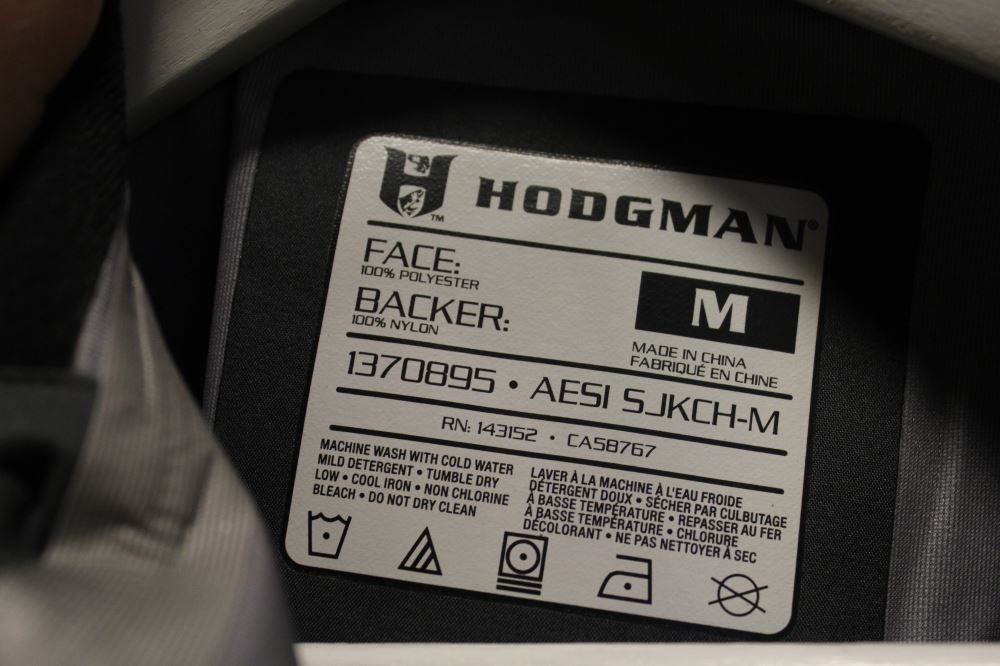 HODGMAN®
TM
FACE:
100% POLYESTER
BACKER:
100% NYLON
M
MADE IN CHINA
FABRIQUÉ EN CHINE
1370895 • AESI SJKCH-M
RN: 143152 • CA58767
MACHINE WASH WITH COLD WATER
MILD DETERGENT • TUMBLE DRY
LOW • COOL IRON • NON CHLORINE
BLEACH • DO NOT DRY CLEAN
LAVER À LA MACHINE À L'EAU FROIDE
DÉTERGENT DOUX • SÉCHER PAR CULBUTAGE
À BASSE TEMPÉRATURE • REPASSER AU FER
À BASSE TEMPÉRATURE • CHLORURE
DÉCOLORANT • NE PAS NETTOYER À SEC